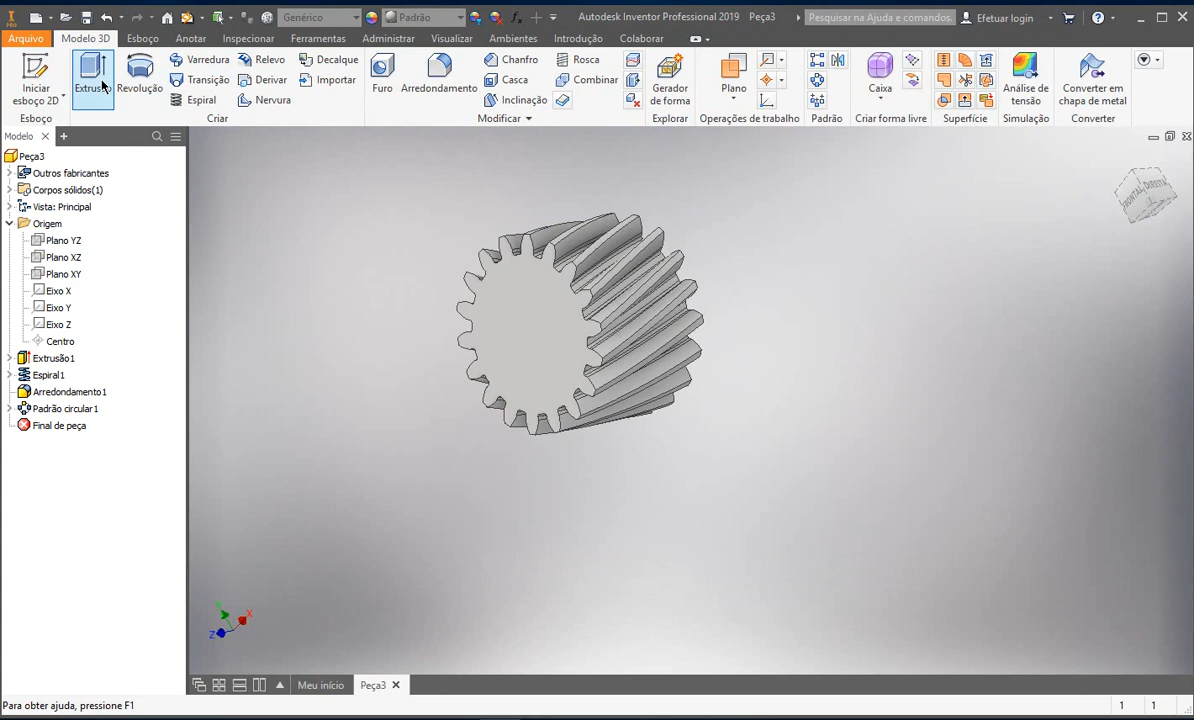 PRO
Genérico
Padrão
Autodesk Inventor Professional 2019 Peça3
Pesquisar na Ajuda e comandos.
Efetuar login
Arquivo
Modelo 3D
Esboço
Anotar
Inspecionar
Ferramentas
Administrar
Visualizar
Ambientes
Introdução
Colaborar
Iniciar
esboço 2D
Revolução
Varredura
Relevo
Decalque
Transição
Derivar
Importar
Espiral
Nervura
Furo
Arredondamento
Chanfro
Rosca
Casca
Combinar
Inclinação
Gerador
de forma
Plano
Caixa
Análise de
tensão
Converter em
chapa de metal
Esboço
Criar
Modificar
Explorar
Operações de trabalho
Padrão
Criar forma livre
Superfície
Simulação
Converter
Modelo
Peça3
Outros fabricantes
Corpos sólidos(1)
Vista: Principal
Origem
Plano YZ
Plano XZ
Plano XY
Eixo X
Eixo Y
Eixo Z
Centro
Extrusão1
Espiral1
Arredondamento1
Padrão circular1
Final de peça
FRONTAL DIREITA
X
Z
Meu início
Peça3
Para obter ajuda, pressione F1
1 1